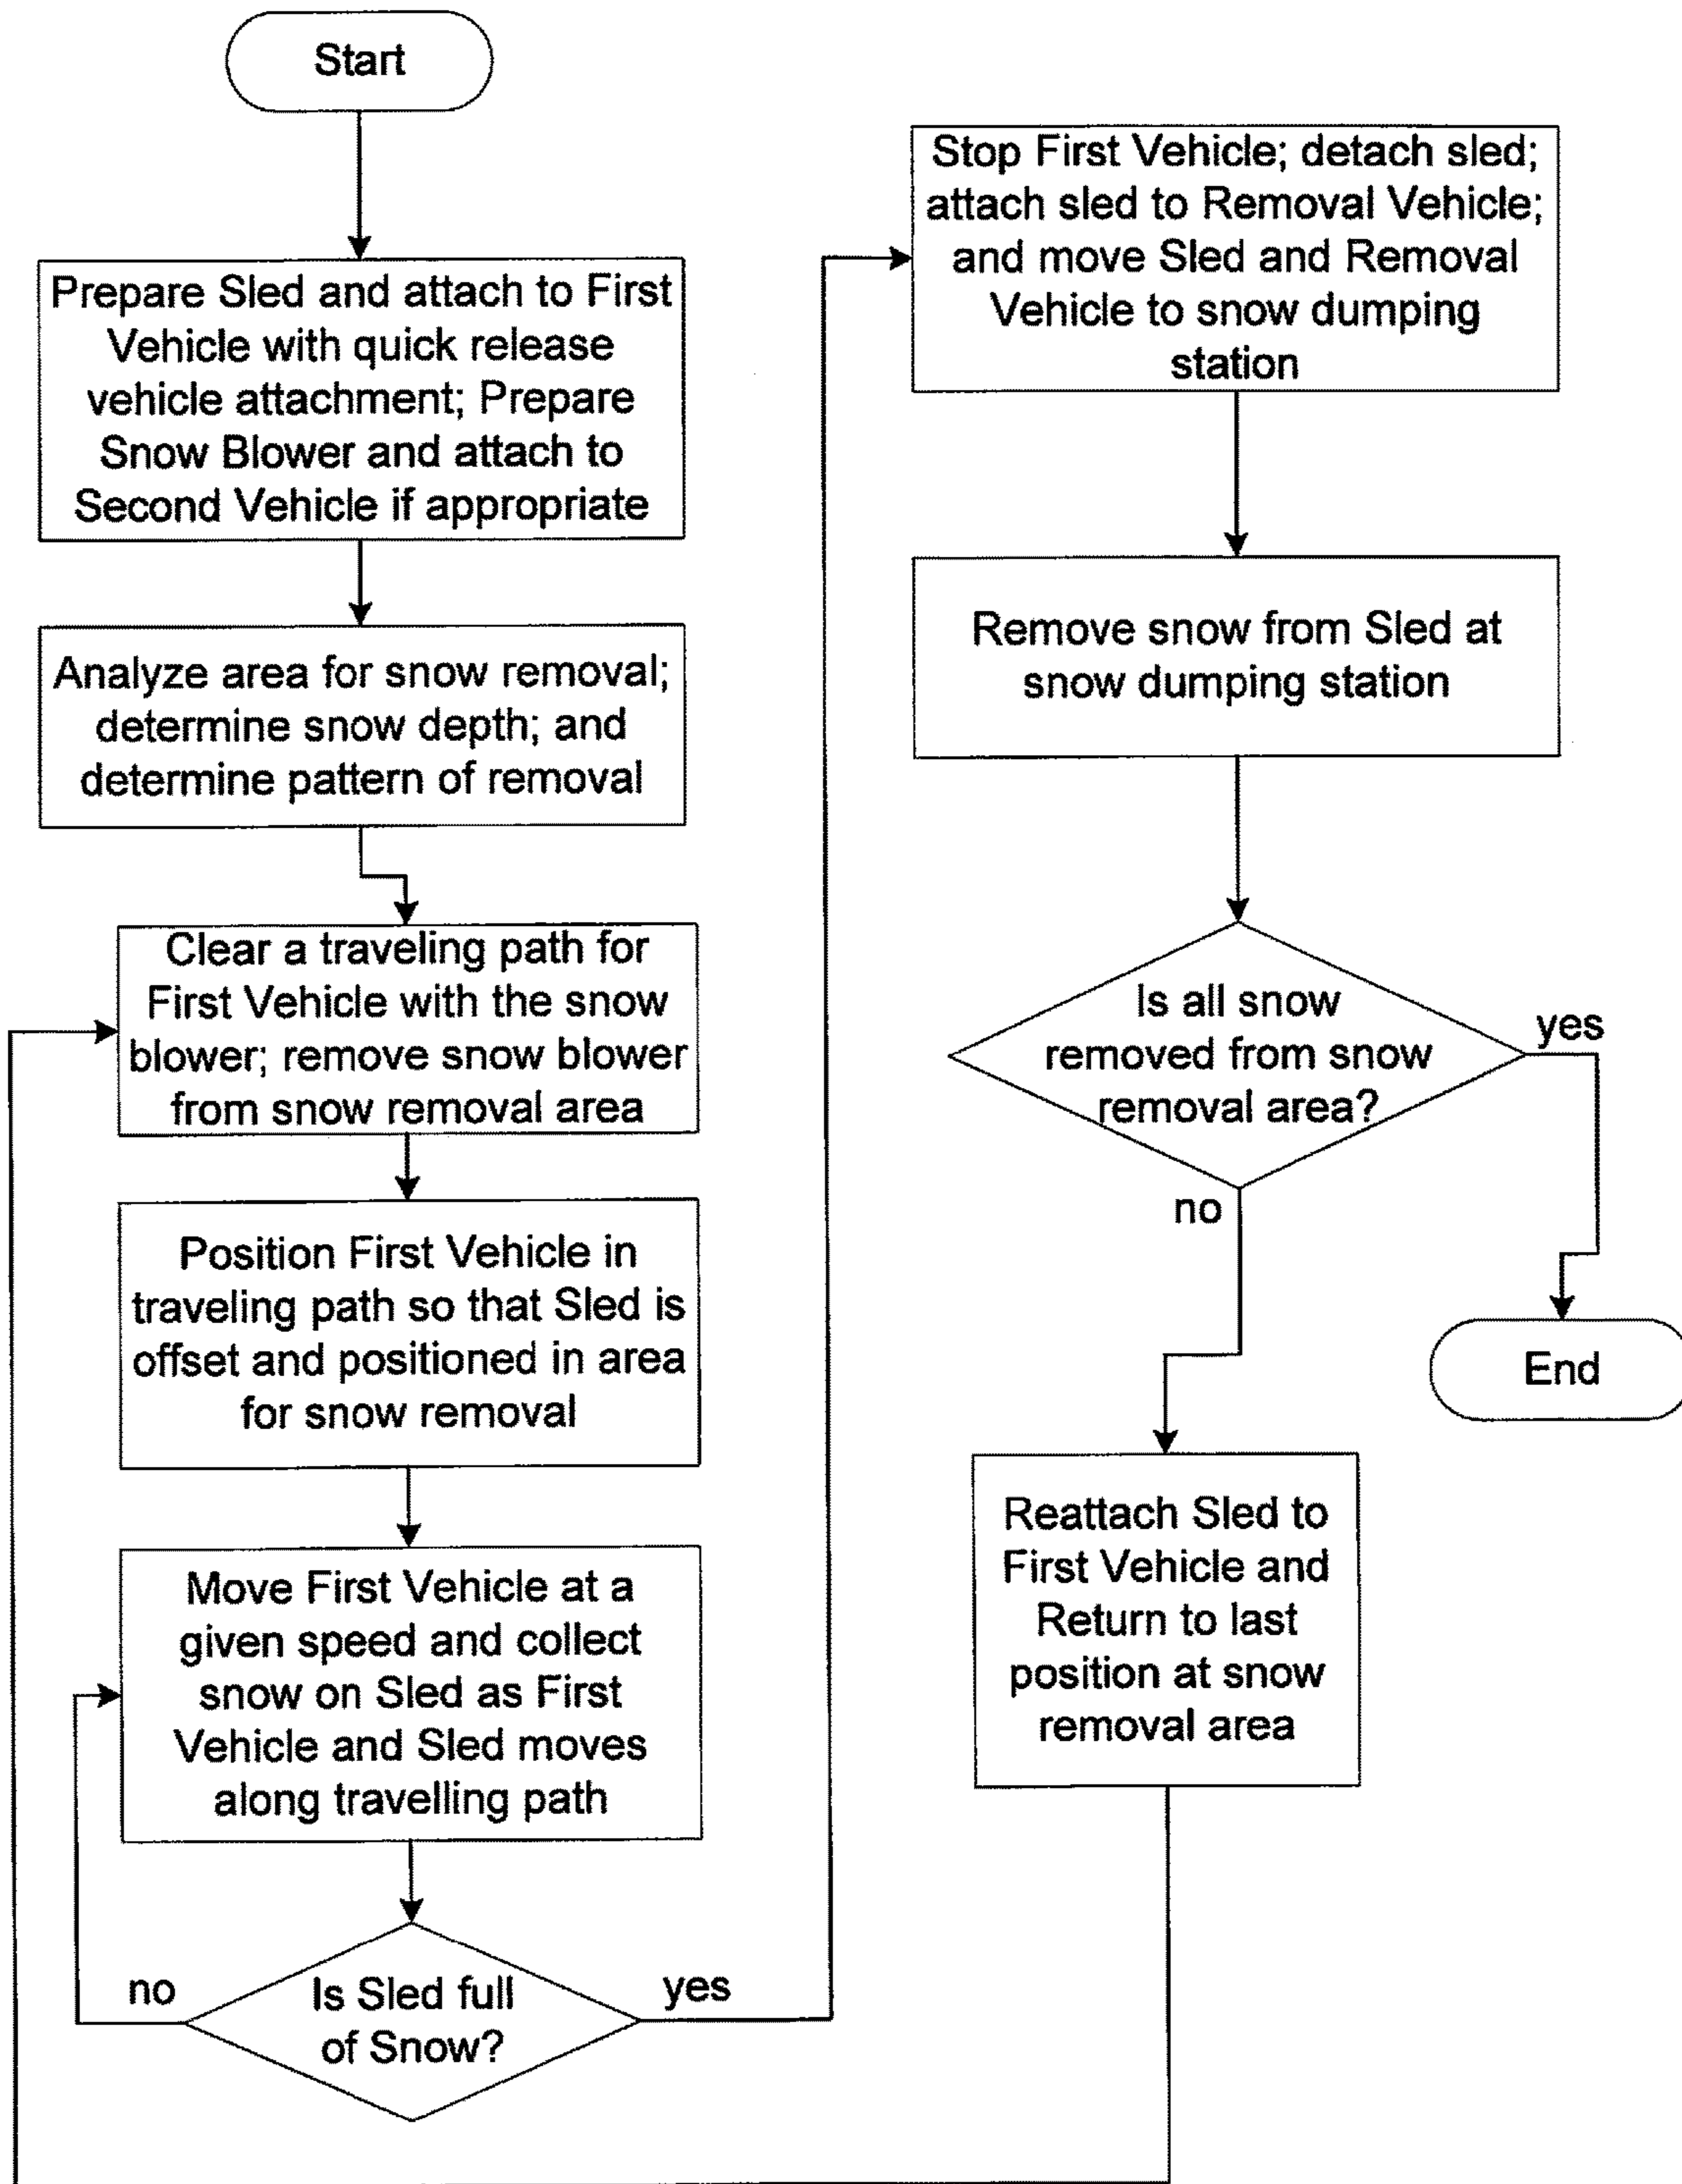 Start
Prepare Sled and attach to First
Vehicle with quick release
vehicle attachment; Prepare
Snow Blower and attach to
Second Vehicle if appropriate
Analyze area for snow removal;
determine snow depth; and
determine pattern of removal
Clear a traveling path for
First Vehicle with the snow
blower; remove snow blower
from snow removal area
Position First Vehicle in
traveling path so that Sled is
offset and positioned in area
for snow removal
Move First Vehicle at a
given speed and collect
snow on Sled as First
Vehicle and Sled moves
along travelling path
no
Is Sled full
of Snow?
yes
Stop First Vehicle; detach sled;
attach sled to Removal Vehicle;
and move Sled and Removal
Vehicle to snow dumping
station
Remove snow from Sled at
snow dumping station
Is all snow
removed from snow
removal area?
yes
no
End
Reattach Sled to
First Vehicle and
Return to last
position at snow
removal area